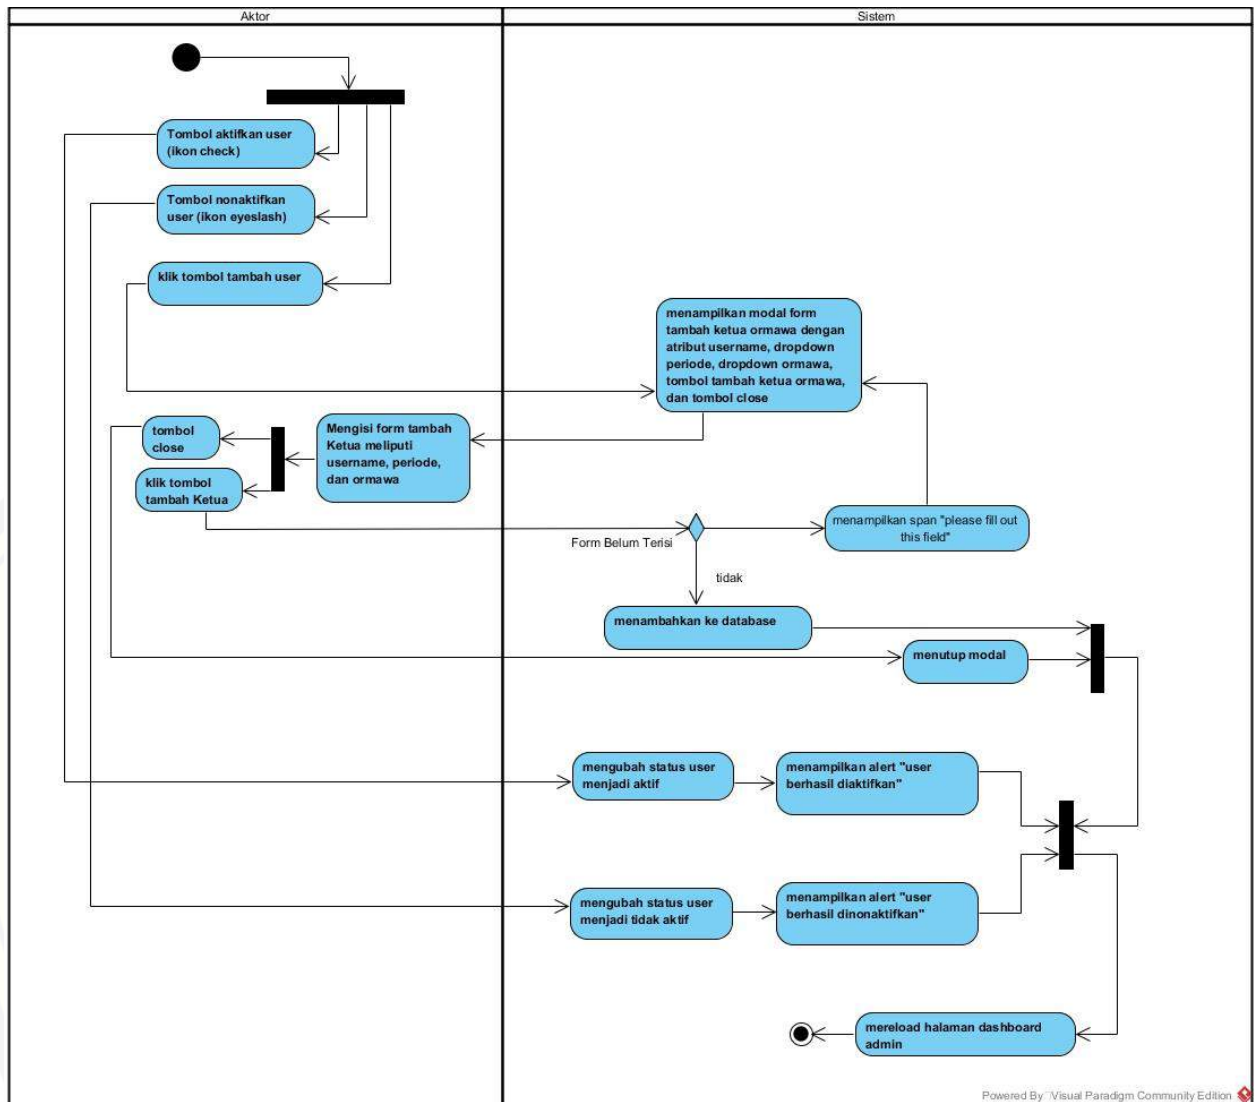 Aktor
Sistem
Tombol aktifkan user
(ikon check)
Tombol nonaktifkan
user (ikon eyeslash)
klik tombol tambah user
menampilkan modal form
tambah ketua ormawa dengan
atribut username, dropdown
periode, dropdown ormawa,
tombol tambah ketua ormawa,
dan tombol close
tombol
close
klik tombol
tambah Ketua
Mengisi form tambah
Ketua meliputi
username, periode,
dan ormawa
Form Belum Terisi
menampilkan span "please fill out
this field"
tidak
menambahkan ke database
menutup modal
mengubah status user
menjadi aktif
menampilkan alert "user
berhasil diaktifkan"
mengubah status user
menjadi tidak aktif
menampilkan alert "user
berhasil dinonaktifkan"
mereload halaman dashboard
admin
Powered By Visual Paradigm Community Edition